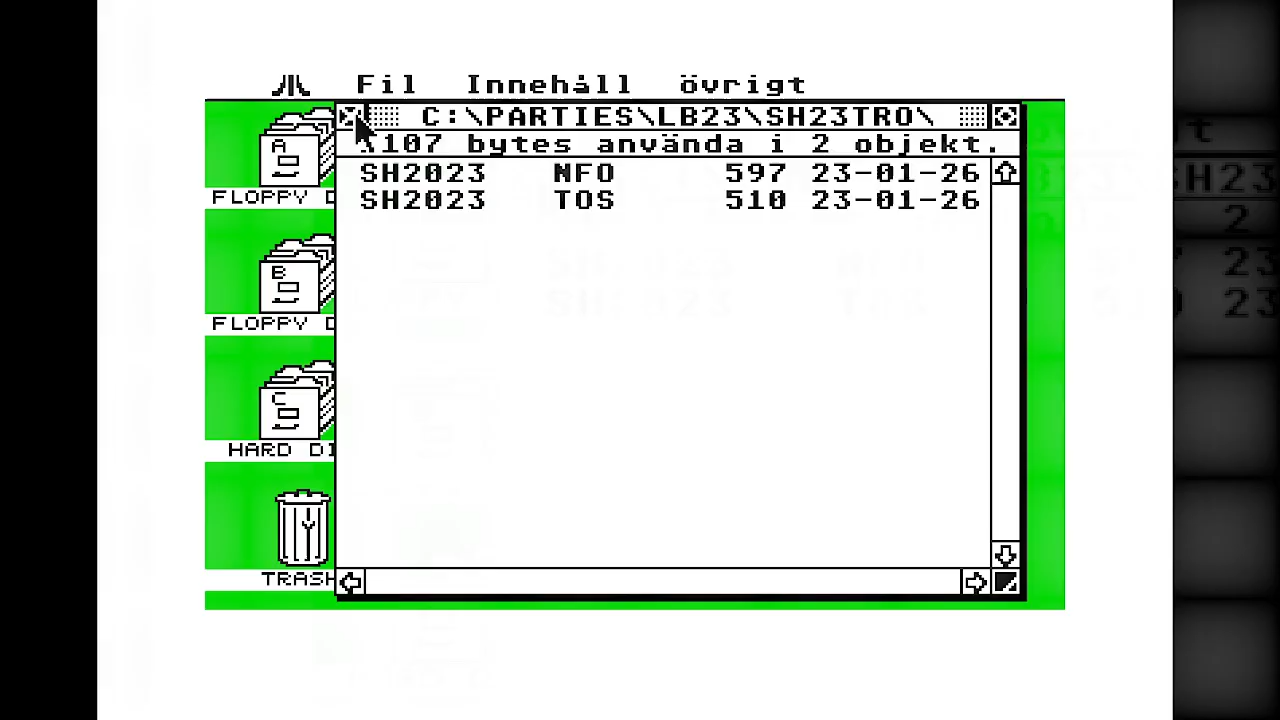 Fil Innehåll övrigt
C:\PARTIES\LB23\SH23TRO\
1107 bytes använda i 2 objekt.
SH2023 NFO 597 23-01-26
SH2023 TOS 510 23-01-26
A
FLOPPY D
B
FLOPPY D
C
HARD DI
TRASH